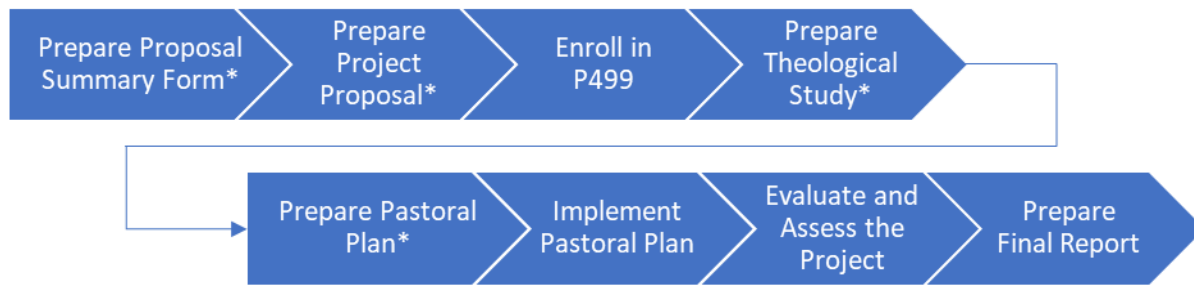 Prepare Proposal
Summary Form*
Prepare
Project
Proposal*
Enroll in
P499
Prepare
Theological
Study*
Prepare Pastoral
Plan*
Implement
Pastoral Plan
Evaluate and
Assess the
Project
Prepare
Final Report